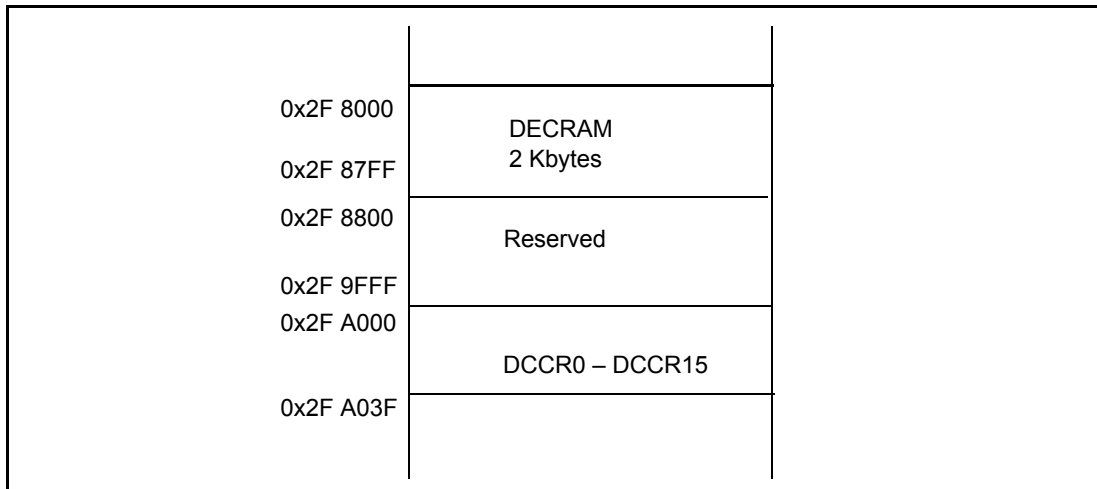 0x2F 8000
DECRAM
2 Kbytes
0x2F 87FF
0x2F 8800
Reserved
0x2F 9FFF
0x2F A000
DCCR0 – DCCR15
0x2F A03F